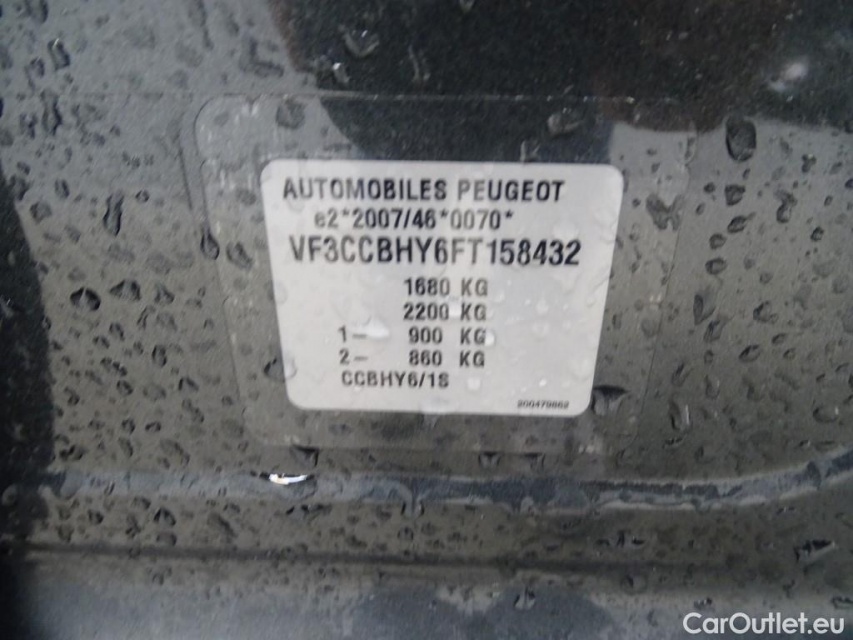 AUTOMOBILES PEUGEOT
e2*2007/46*0070*
VF3CCBHY6FT158432
1680 KG
2200 KG
1– 900 KG
2– 860 KG
CCBHY6/1S
200479862
CarOutlet.eu